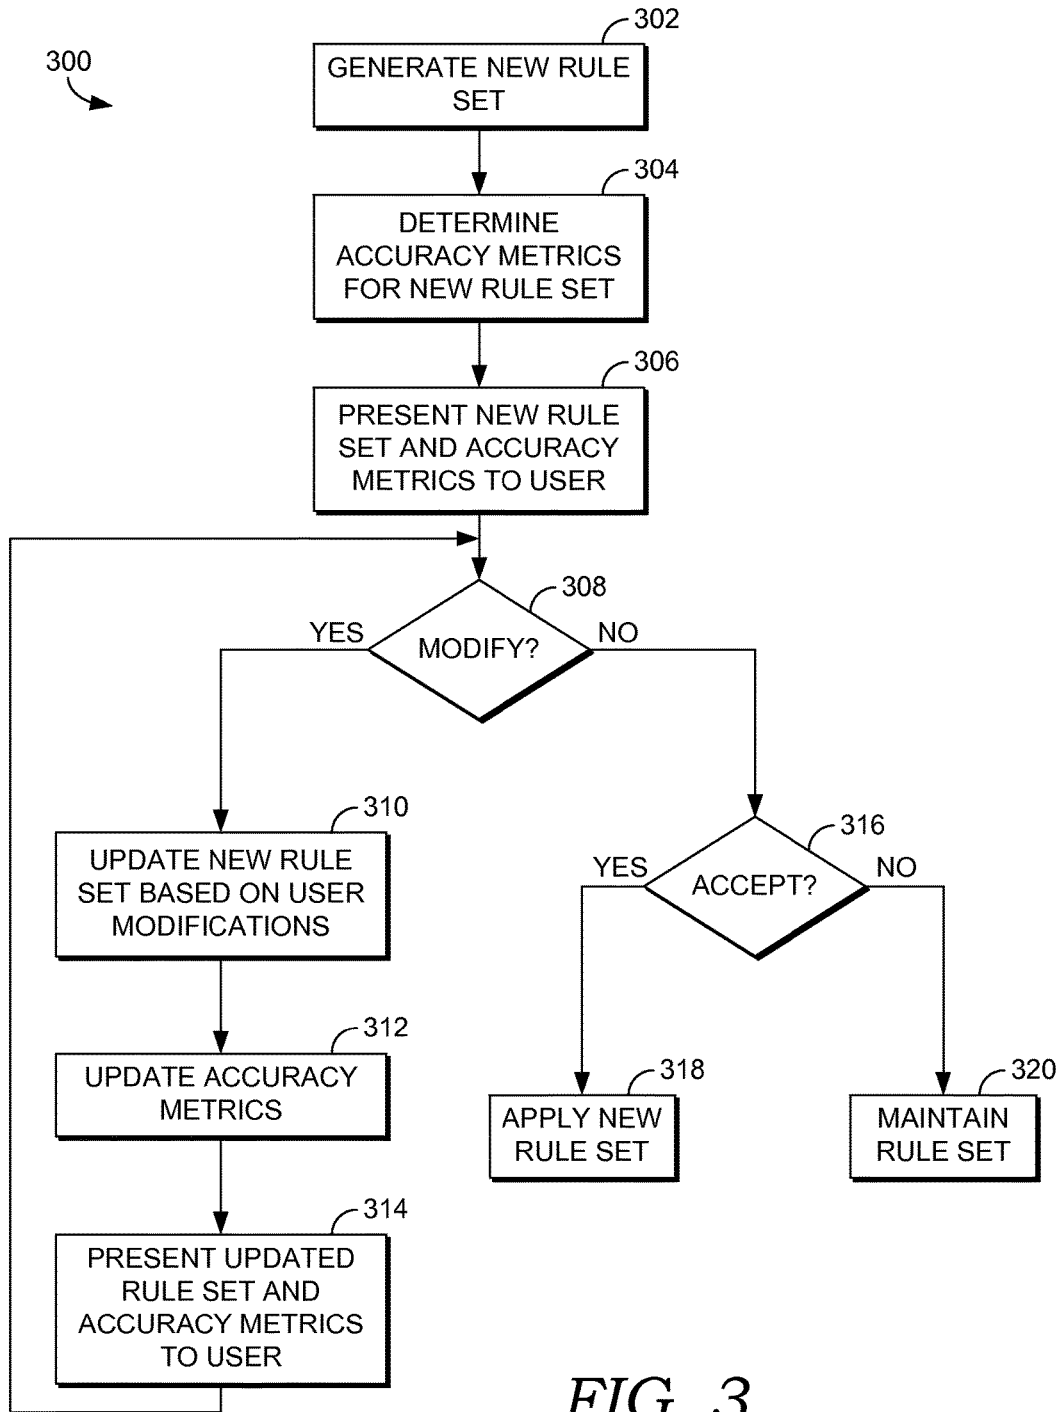 302
300
GENERATE NEW RULE
SET
304
DETERMINE
ACCURACY METRICS
FOR NEW RULE SET
306
PRESENT NEW RULE
SET AND ACCURACY
METRICS TO USER
308
YES
MODIFY?
NO
310
UPDATE NEW RULE
SET BASED ON USER
MODIFICATIONS
316
YES
ACCEPT?
NO
312
UPDATE ACCURACY
METRICS
318
APPLY NEW
RULE SET
320
MAINTAIN
RULE SET
314
PRESENT UPDATED
RULE SET AND
ACCURACY METRICS
TO USER
FIG. 3